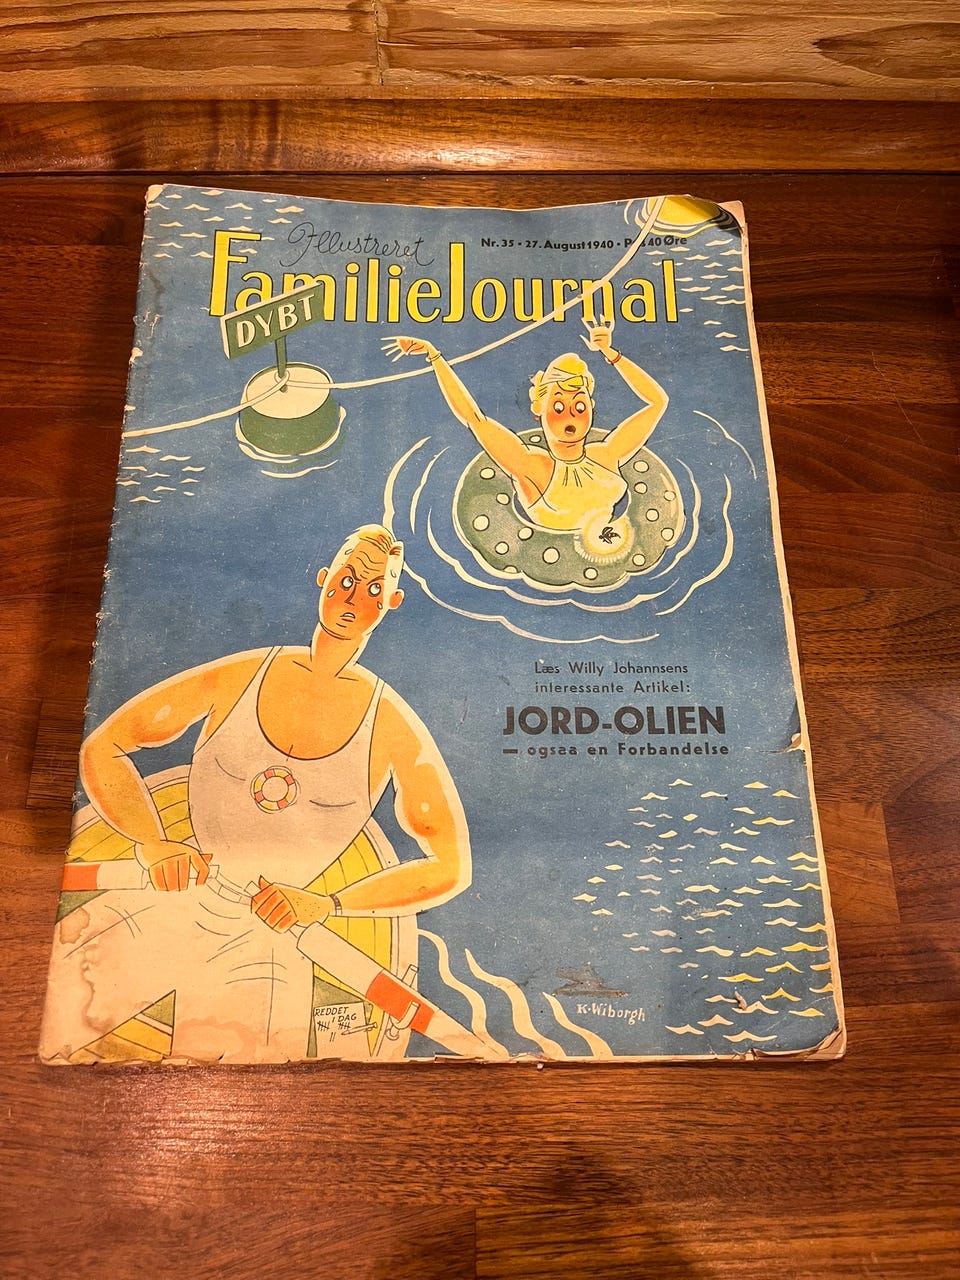 Illustreret
Nr. 35 • 27. August 1940 • 40 Øre
FamilieJournal
DYBT
Læs Willy Johannsens
interessante Artikel:
JORD-OLIEN
— ogsaa en Forbandelse
K·Wiborgh
REDDET
I DAG